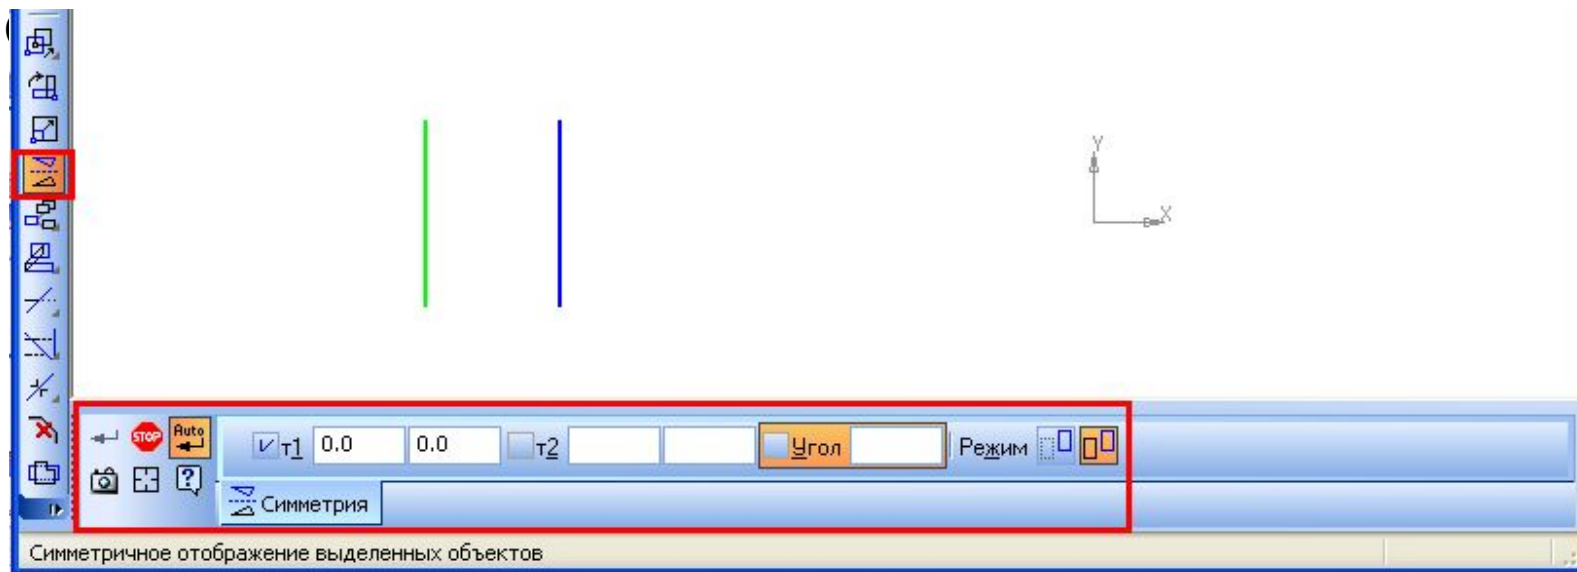 Y
X
STOP Auto т1 0.0 0.0 т2 Угол Режим
Симметрия
Симметричное отображение выделенных объектов